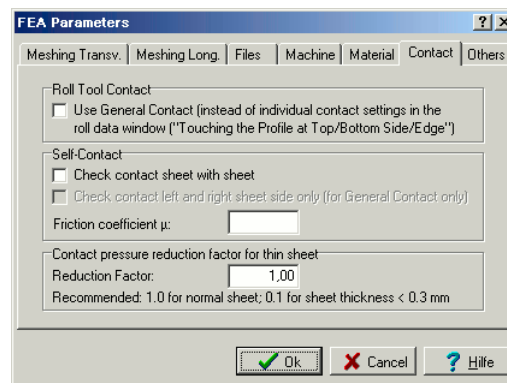 FEA Parameters
Meshing Transv. Meshing Long. Files Machine Material Contact Others
Roll Tool Contact
Use General Contact (instead of individual contact settings in the
roll data window ("Touching the Profile at Top/Bottom Side/Edge")
Self-Contact
Check contact sheet with sheet
Check contact left and right sheet side only (for General Contact only)
Friction coefficient µ:
Contact pressure reduction factor for thin sheet
Reduction Factor: 1,00
Recommended: 1.0 for normal sheet; 0.1 for sheet thickness < 0.3 mm
Ok Cancel ? Hilfe